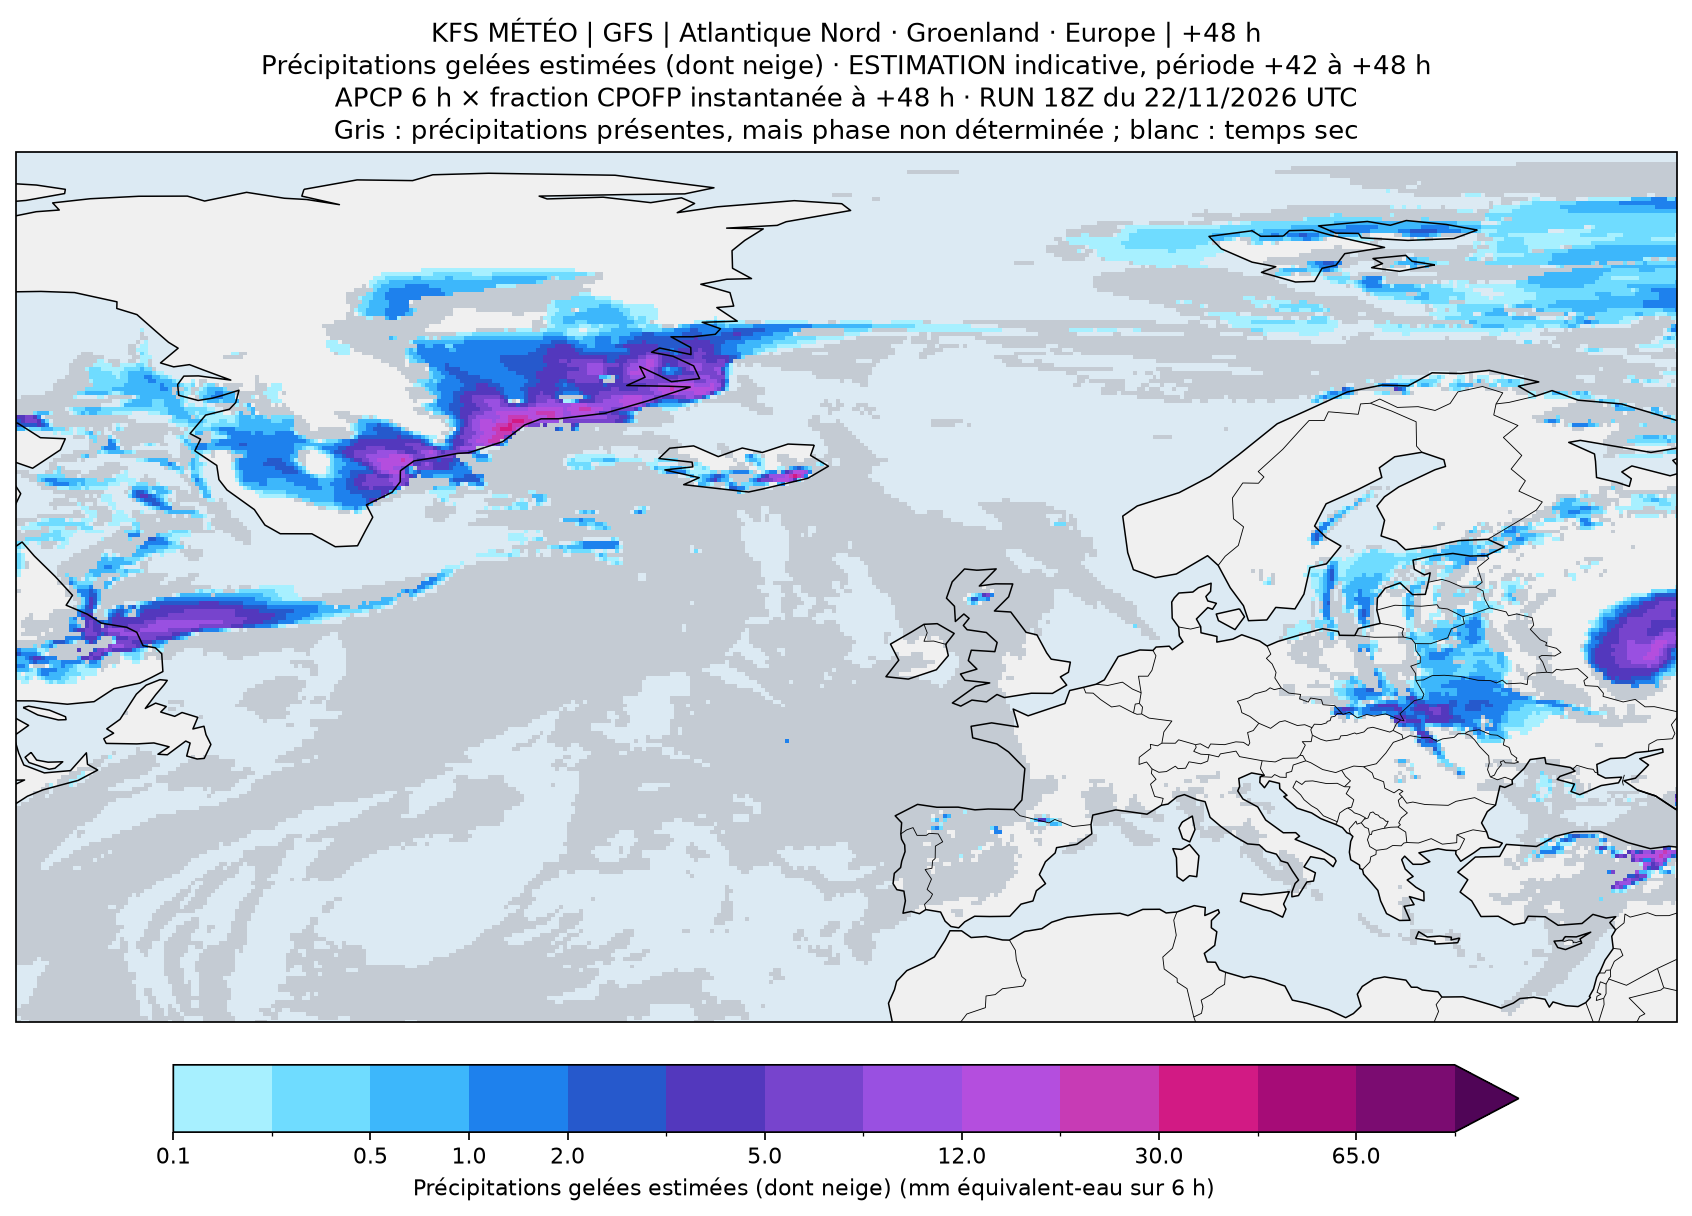 KFS MÉTÉO | GFS | Atlantique Nord · Groenland · Europe | +48 h
Précipitations gelées estimées (dont neige) · ESTIMATION indicative, période +42 à +48 h
APCP 6 h × fraction CPOFP instantanée à +48 h · RUN 18Z du 22/11/2026 UTC
Gris : précipitations présentes, mais phase non déterminée ; blanc : temps sec
0.1 0.5 1.0 2.0 5.0 12.0 30.0 65.0
Précipitations gelées estimées (dont neige) (mm équivalent-eau sur 6 h)